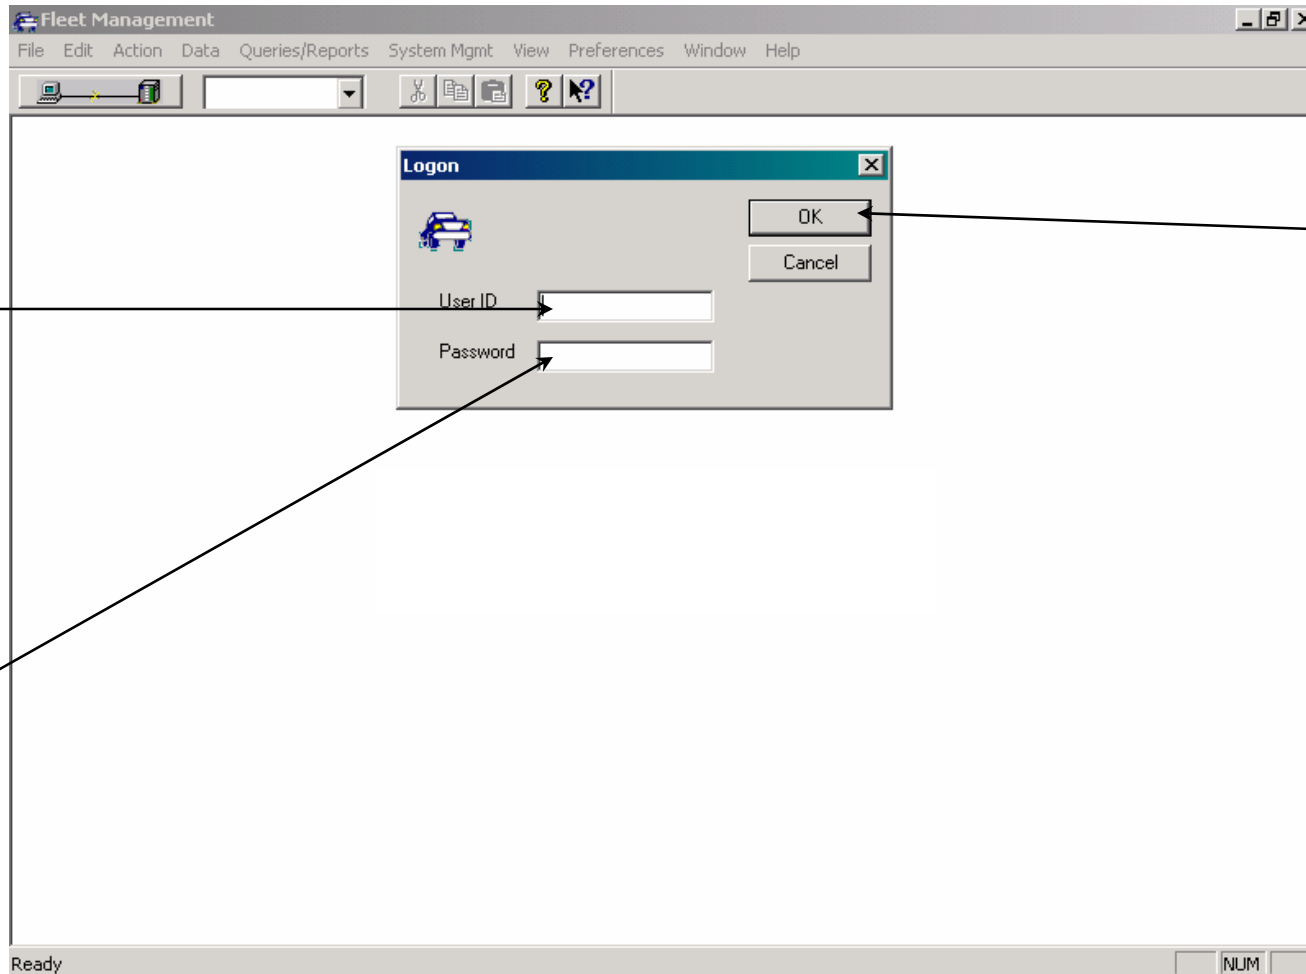 Fleet Management
File Edit Action Data Queries/Reports System Mgmt View Preferences Window Help
Logon
OK
Cancel
User ID
Password
Ready NUM